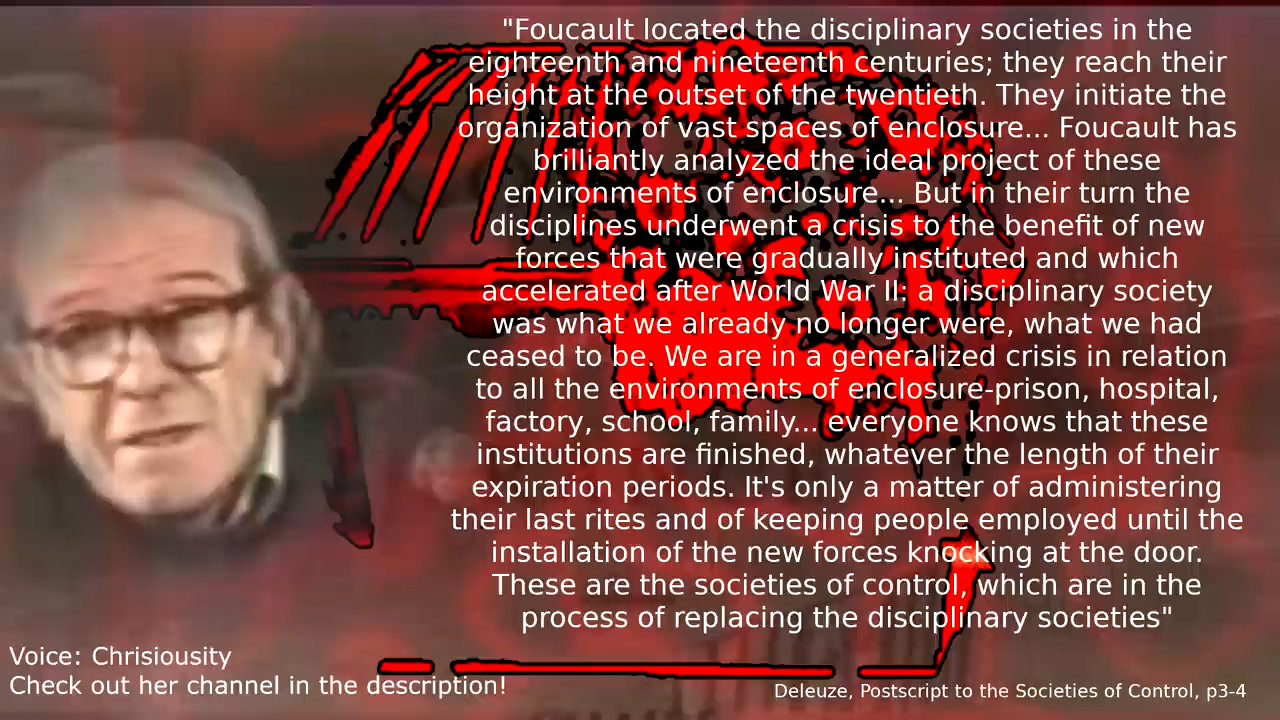 "Foucault located the disciplinary societies in the
eighteenth and nineteenth centuries; they reach their
height at the outset of the twentieth. They initiate the
organization of vast spaces of enclosure... Foucault has
brilliantly analyzed the ideal project of these
environments of enclosure... But in their turn the
disciplines underwent a crisis to the benefit of new
forces that were gradually instituted and which
accelerated after World War II: a disciplinary society
was what we already no longer were, what we had
ceased to be. We are in a generalized crisis in relation
to all the environments of enclosure-prison, hospital,
factory, school, family... everyone knows that these
institutions are finished, whatever the length of their
expiration periods. It's only a matter of administering
their last rites and of keeping people employed until the
installation of the new forces knocking at the door.
These are the societies of control, which are in the
process of replacing the disciplinary societies"
Voice: Chrisiousity
Check out her channel in the description!
Deleuze, Postscript to the Societies of Control, p3-4